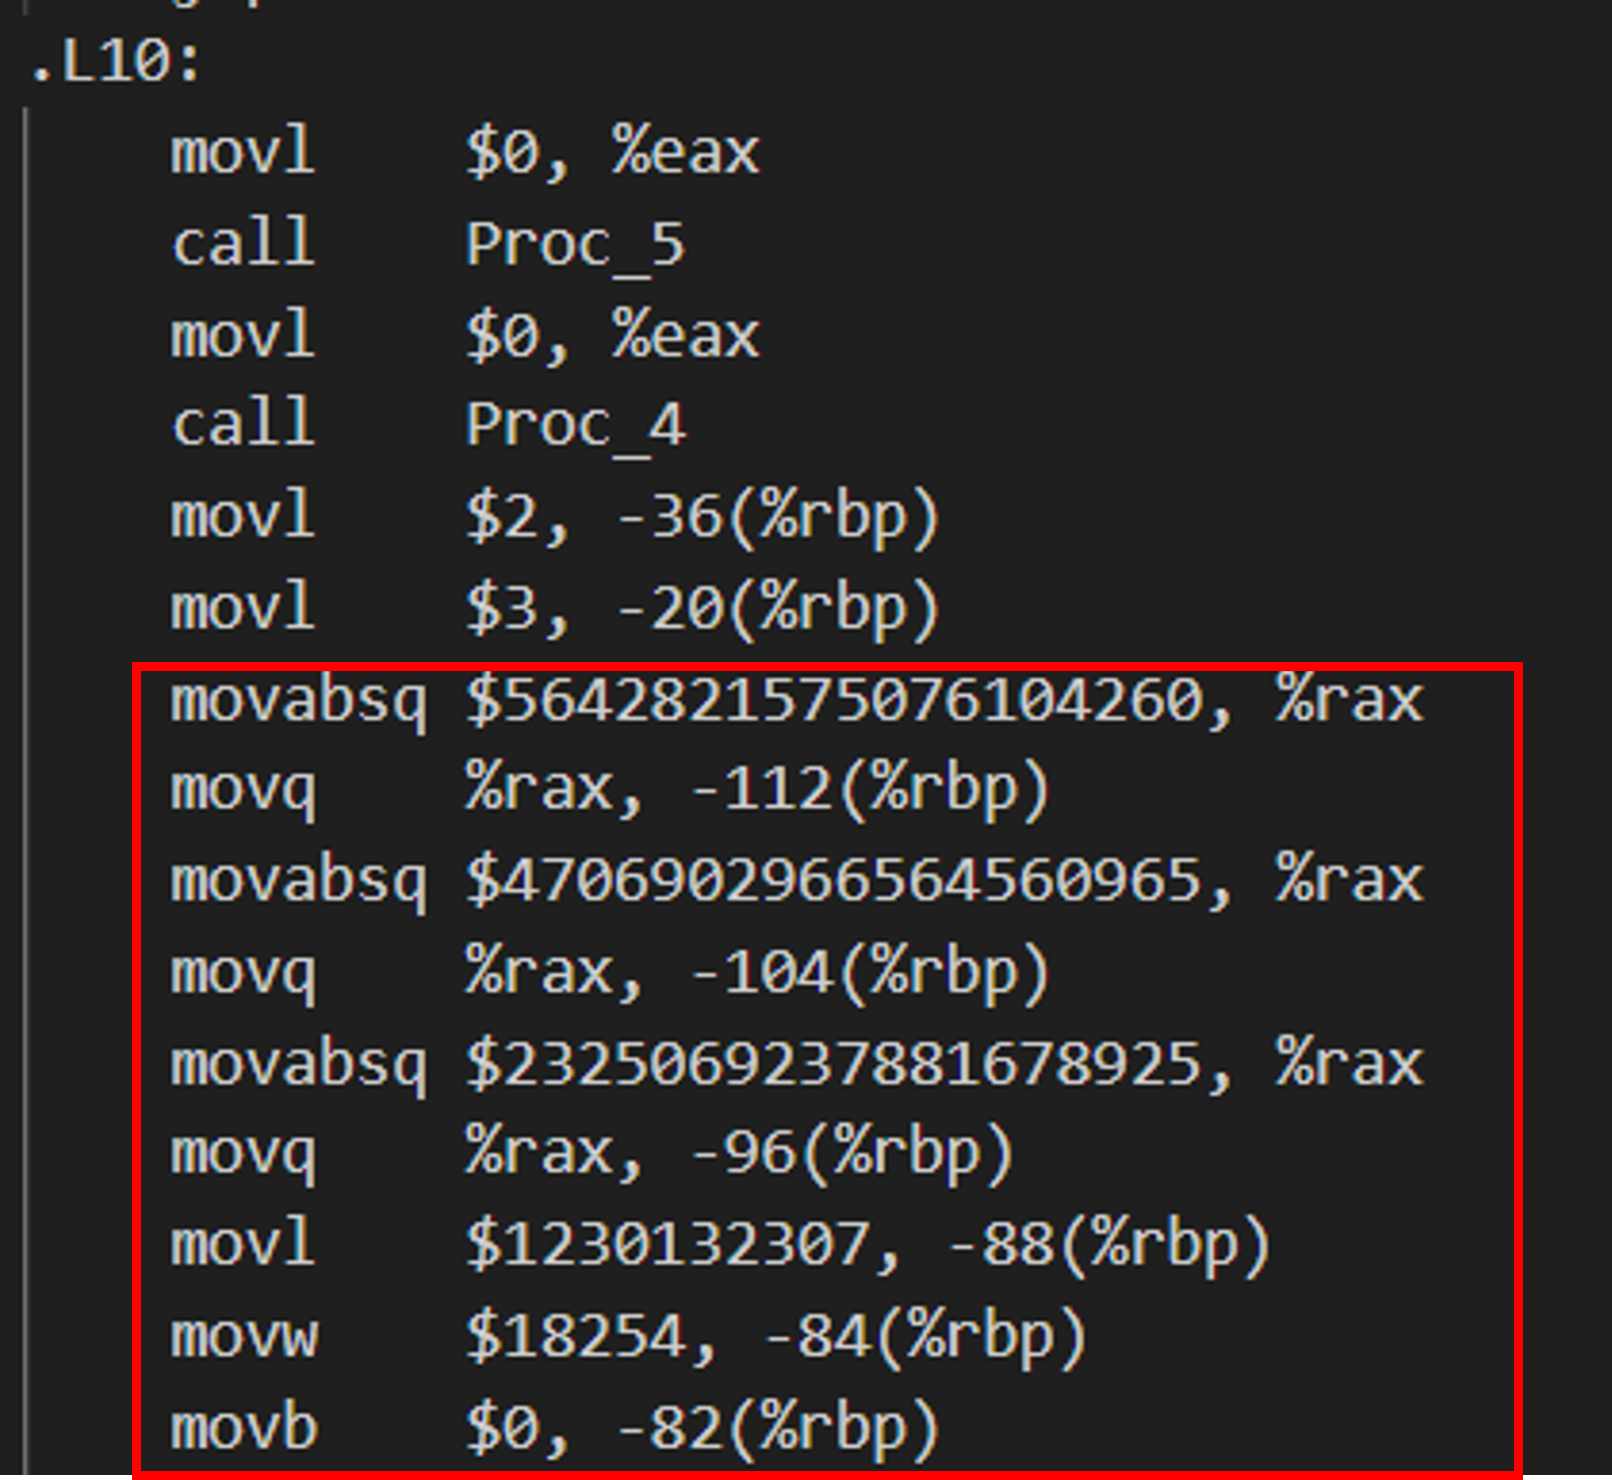 .L10:
movl $0, %eax
call Proc_5
movl $0, %eax
call Proc_4
movl $2, -36(%rbp)
movl $3, -20(%rbp)
movabsq $5642821575076104260, %rax
movq %rax, -112(%rbp)
movabsq $4706902966564560965, %rax
movq %rax, -104(%rbp)
movabsq $2325069237881678925, %rax
movq %rax, -96(%rbp)
movl $1230132307, -88(%rbp)
movw $18254, -84(%rbp)
movb $0, -82(%rbp)